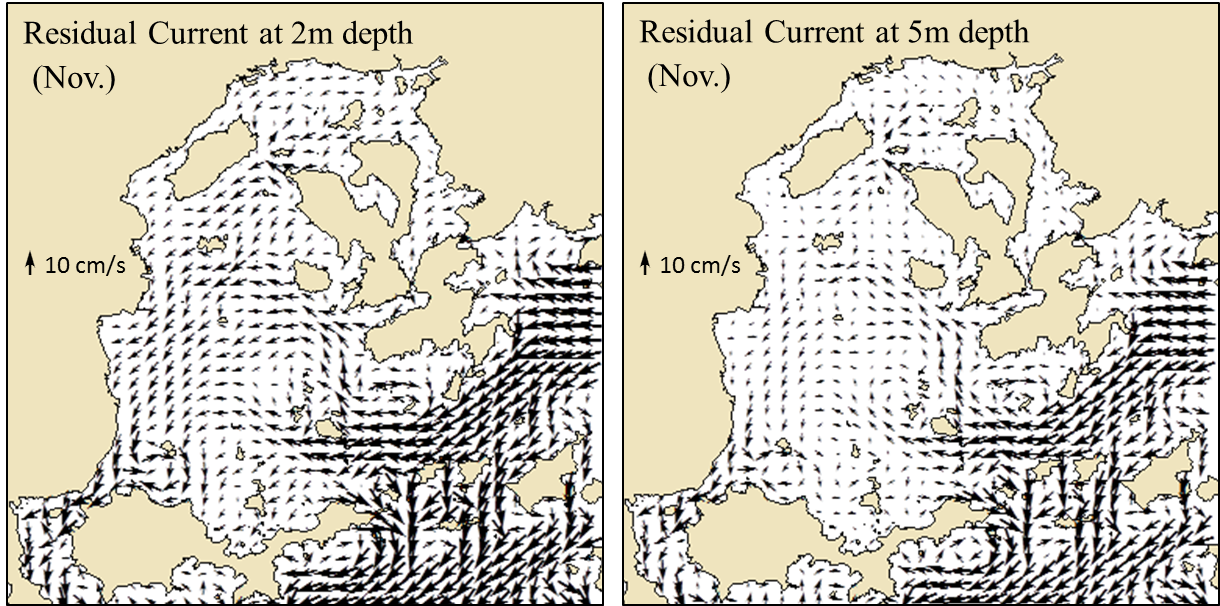 Residual Current at 2m depth
(Nov.)
10 cm/s
Residual Current at 5m depth
(Nov.)
10 cm/s